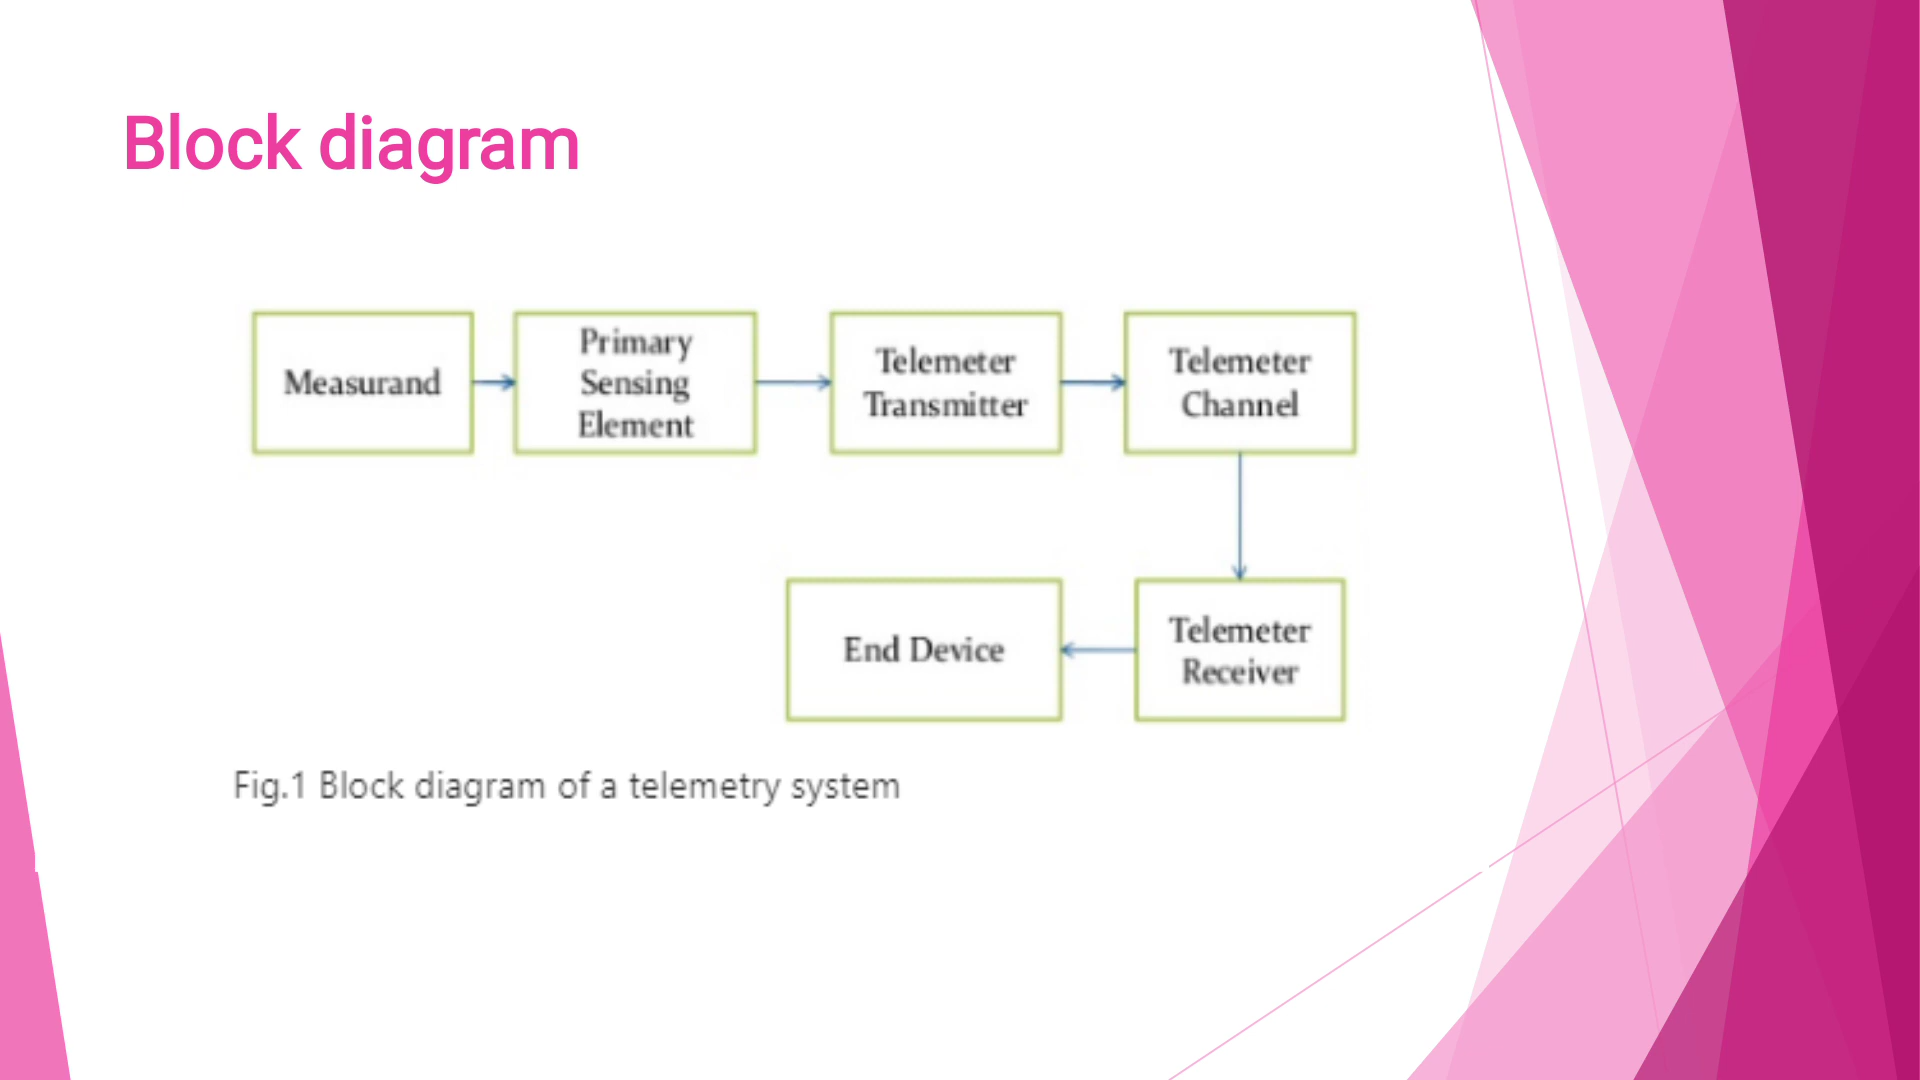 Block diagram
Measurand
Primary
Sensing
Element
Telemeter
Transmitter
Telemeter
Channel
End Device
Telemeter
Receiver
Fig.1 Block diagram of a telemetry system